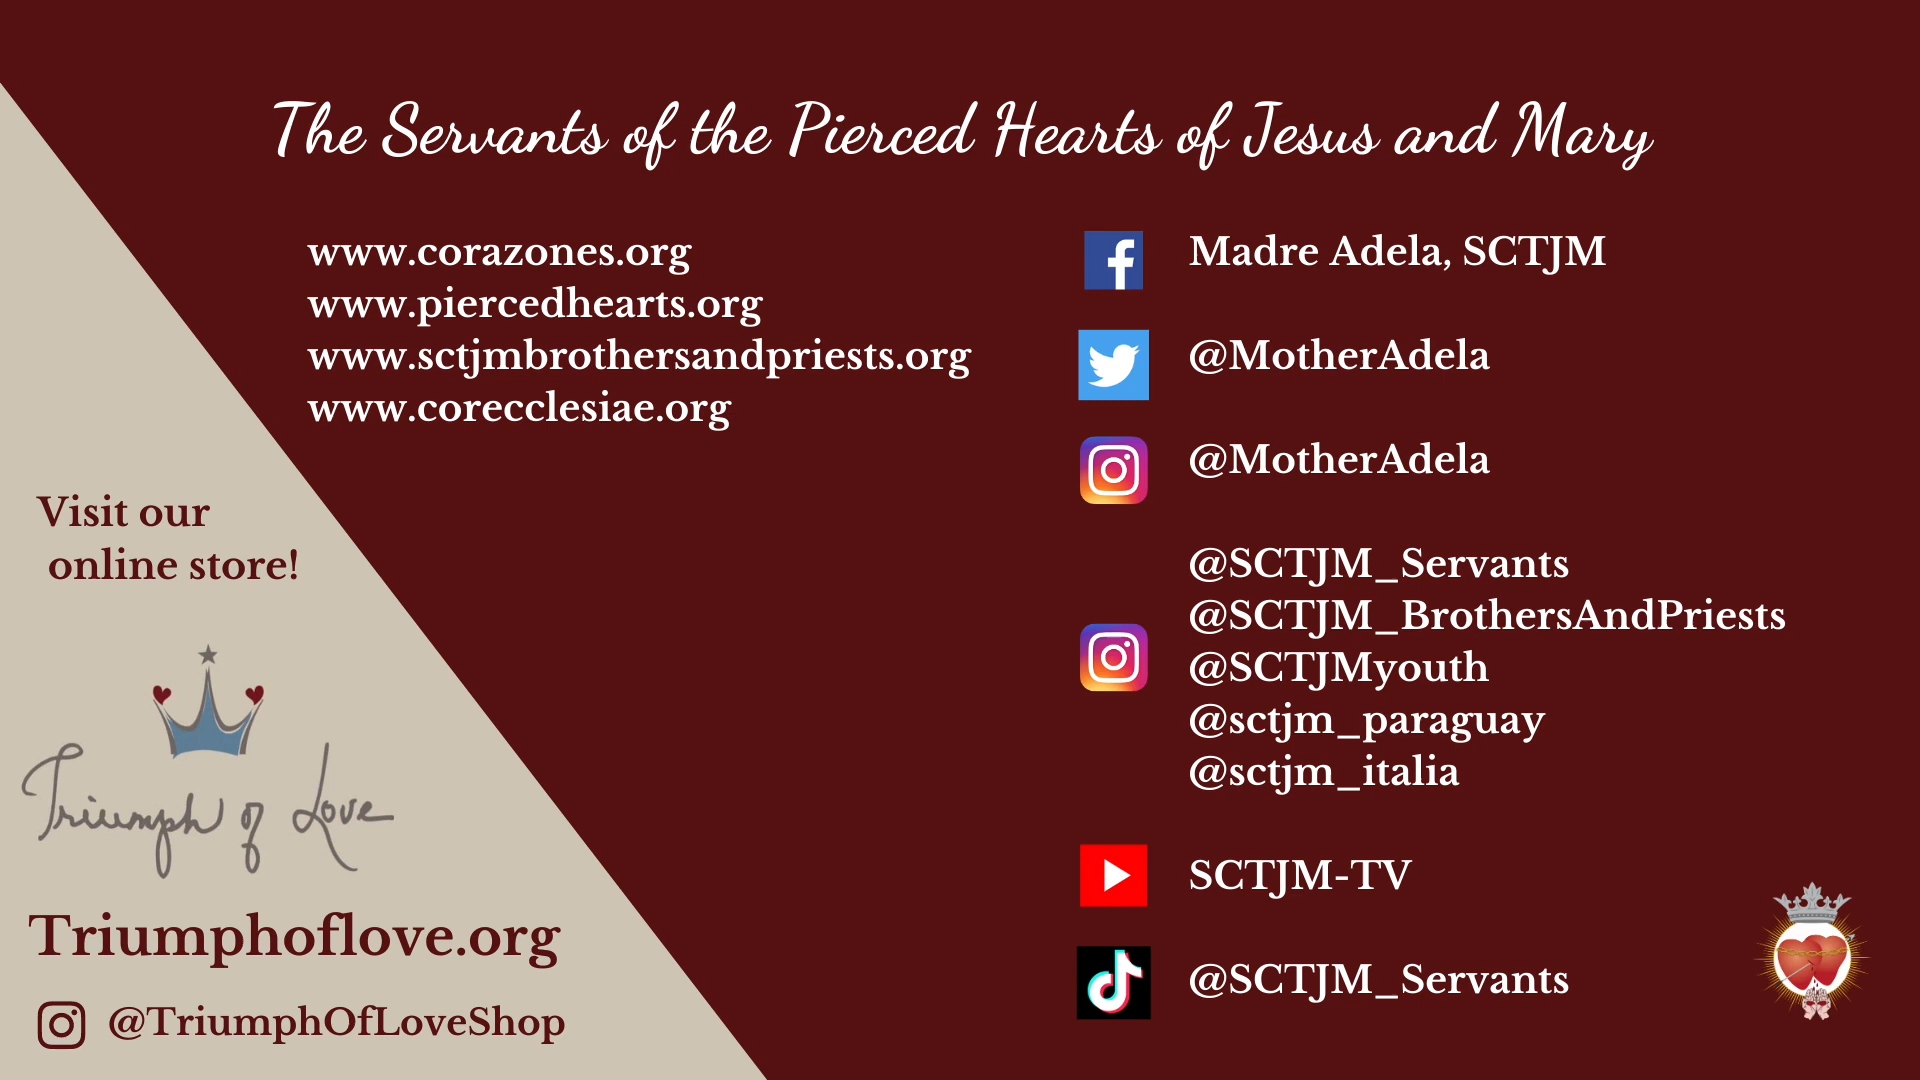 The Servants of the Pierced Hearts of Jesus and Mary
www.corazones.org
www.piercedhearts.org
www.sctjmbrothersandpriests.org
www.corecclesiae.org
Madre Adela, SCTJM
@MotherAdela
@MotherAdela
@SCTJM_Servants
@SCTJM_BrothersAndPriests
@SCTJMyouth
@sctjm_paraguay
@sctjm_italia
SCTJM-TV
@SCTJM_Servants
Visit our
online store!
Triumph of Love
Triumphoflove.org
@TriumphOfLoveShop